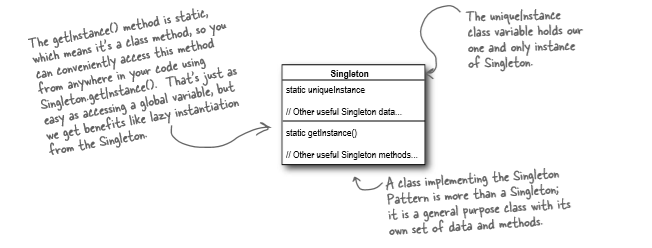 The getInstance() method is static,
which means it's a class method, so you
can conveniently access this method
from anywhere in your code using
Singleton.getInstance(). That's just as
easy as accessing a global variable, but
we get benefits like lazy instantiation
from the Singleton.
The uniqueInstance
class variable holds our
one and only instance
of Singleton.
Singleton
static uniqueInstance
// Other useful Singleton data...
static getInstance()
// Other useful Singleton methods...
A class implementing the Singleton
Pattern is more than a Singleton;
it is a general purpose class with its
own set of data and methods.